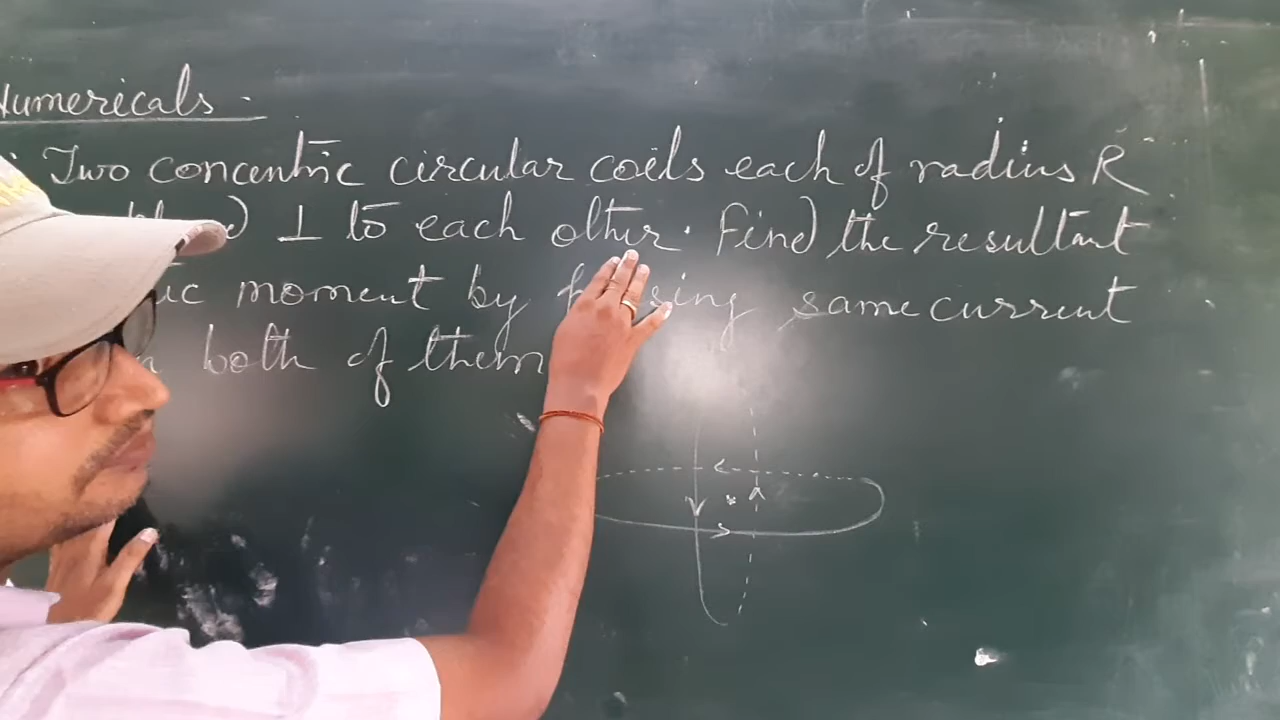 Numericals.
Two concentric circular coils each of radius R
⊥ to each other. Find the resultant
moment by same current
both of them